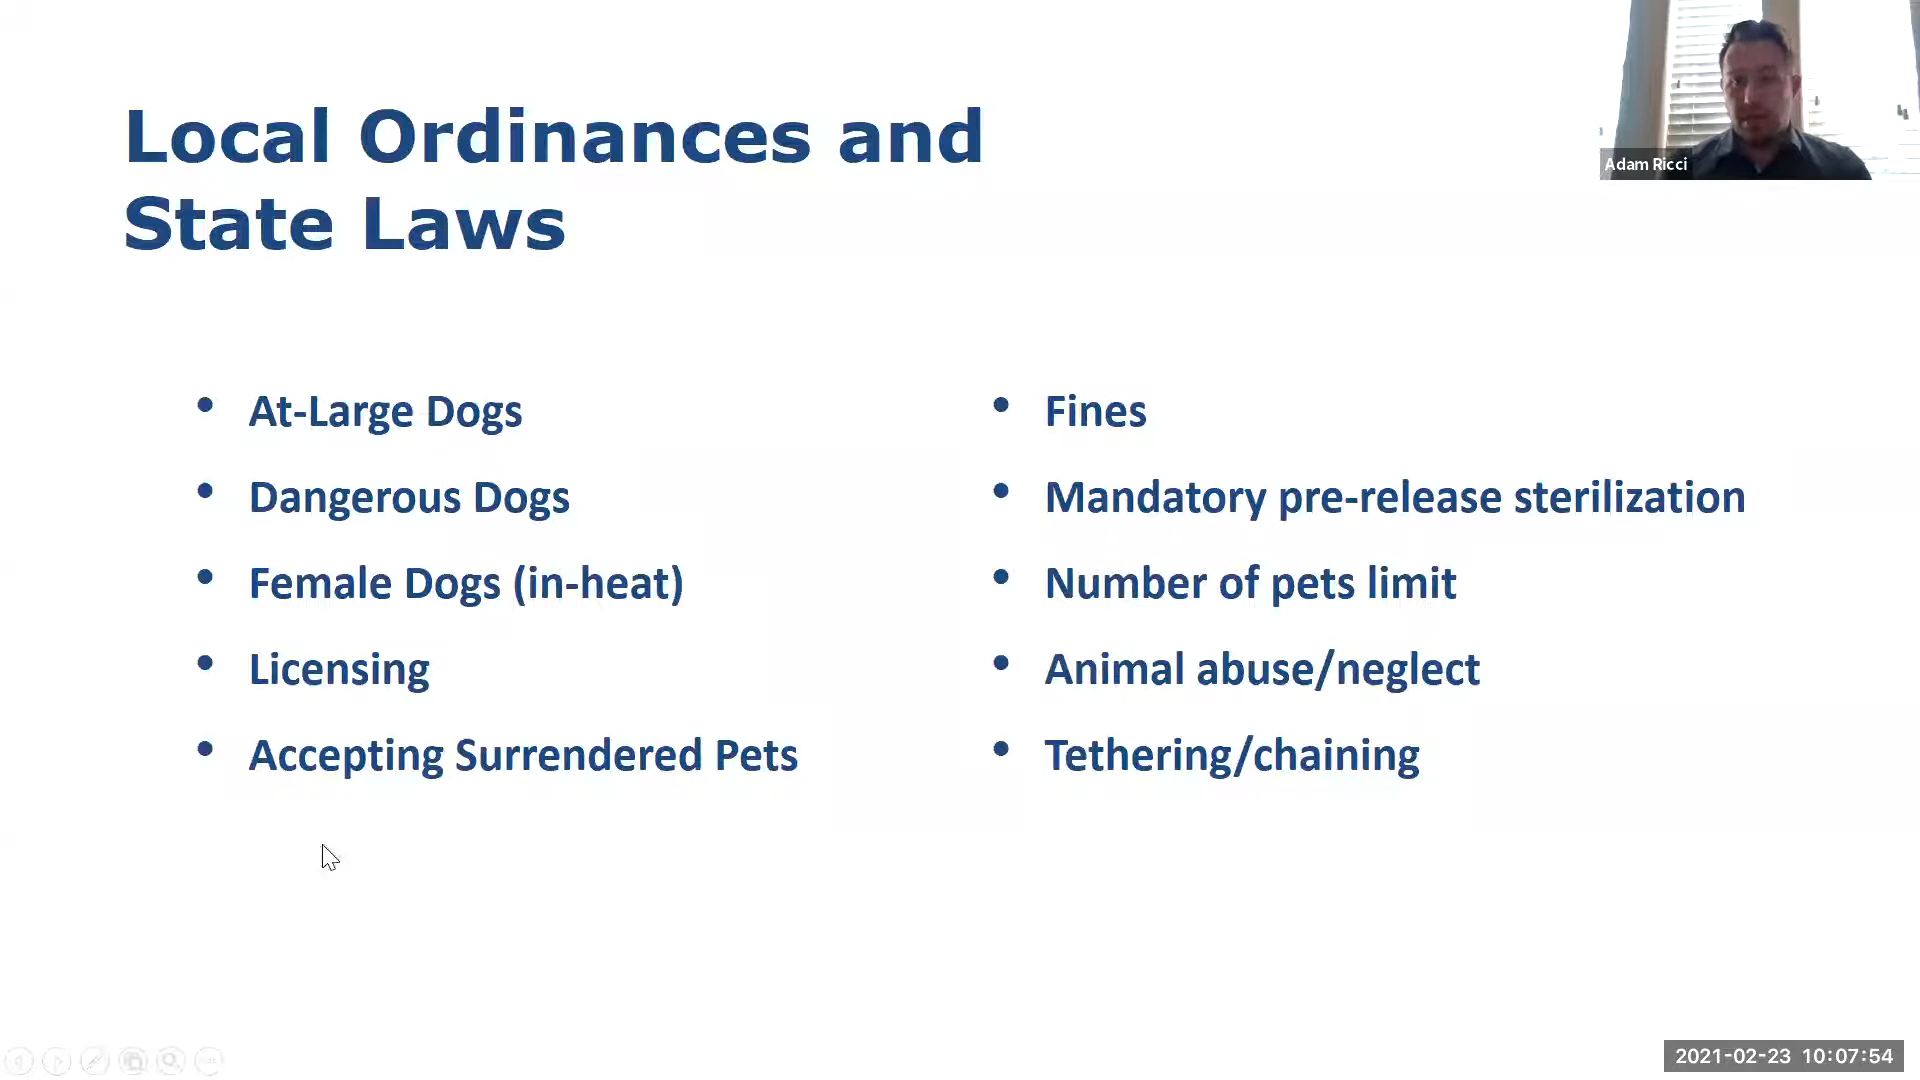 Local Ordinances and
State Laws
Adam Ricci
• At-Large Dogs
• Dangerous Dogs
• Female Dogs (in-heat)
• Licensing
• Accepting Surrendered Pets
• Fines
• Mandatory pre-release sterilization
• Number of pets limit
• Animal abuse/neglect
• Tethering/chaining
2021-02-23 10:07:54